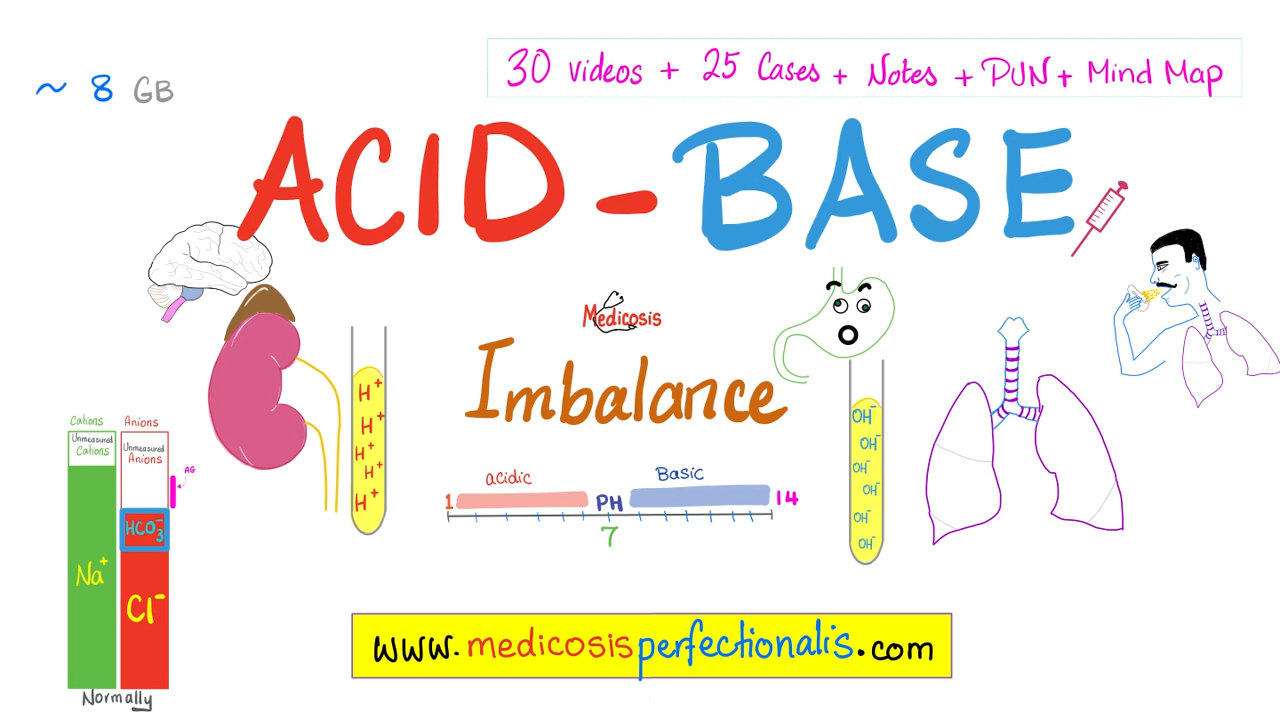 ~ 8 GB
30 videos + 25 Cases + Notes + PUN + Mind Map
ACID - BASE
Medicosis
Imbalance
H+
H+
H+
H+
H+
OH-
OH-
OH-
OH-
OH-
OH-
Cations Anions
Unmeasured Cations
Unmeasured Anions
AG
HCO3-
Na+
Cl-
Normally
acidic Basic
1 PH 14
7
www.medicosisperfectionalis.com